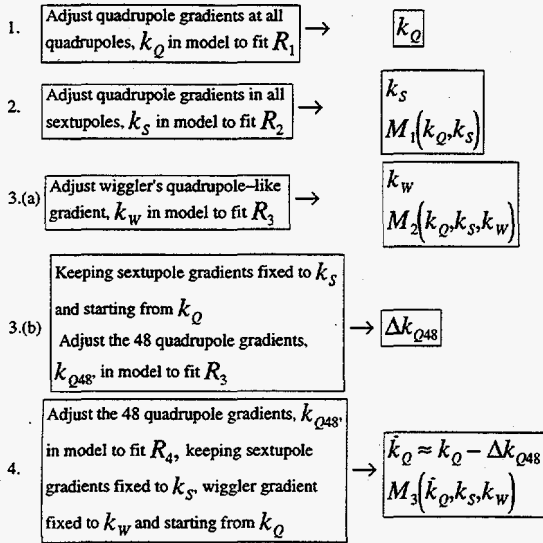 1. Adjust quadrupole gradients at all → k_Q
quadrupoles, k_Q in model to fit R_1
2. Adjust quadrupole gradients in all → k_S
sextupoles, k_S in model to fit R_2 M_1(k_Q,k_S)
3.(a) Adjust wiggler's quadrupole–like → k_W
gradient, k_W in model to fit R_3 M_2(k_Q,k_S,k_W)
Keeping sextupole gradients fixed to k_S
and starting from k_Q
3.(b) Adjust the 48 quadrupole gradients, → Δk_Q48
k_Q48, in model to fit R_3
Adjust the 48 quadrupole gradients, k_Q48,
in model to fit R_4, keeping sextupole k̂_Q ≈ k_Q − Δk_Q48
4. gradients fixed to k_S, wiggler gradient → M_3(k̂_Q,k_S,k_W)
fixed to k_W and starting from k_Q